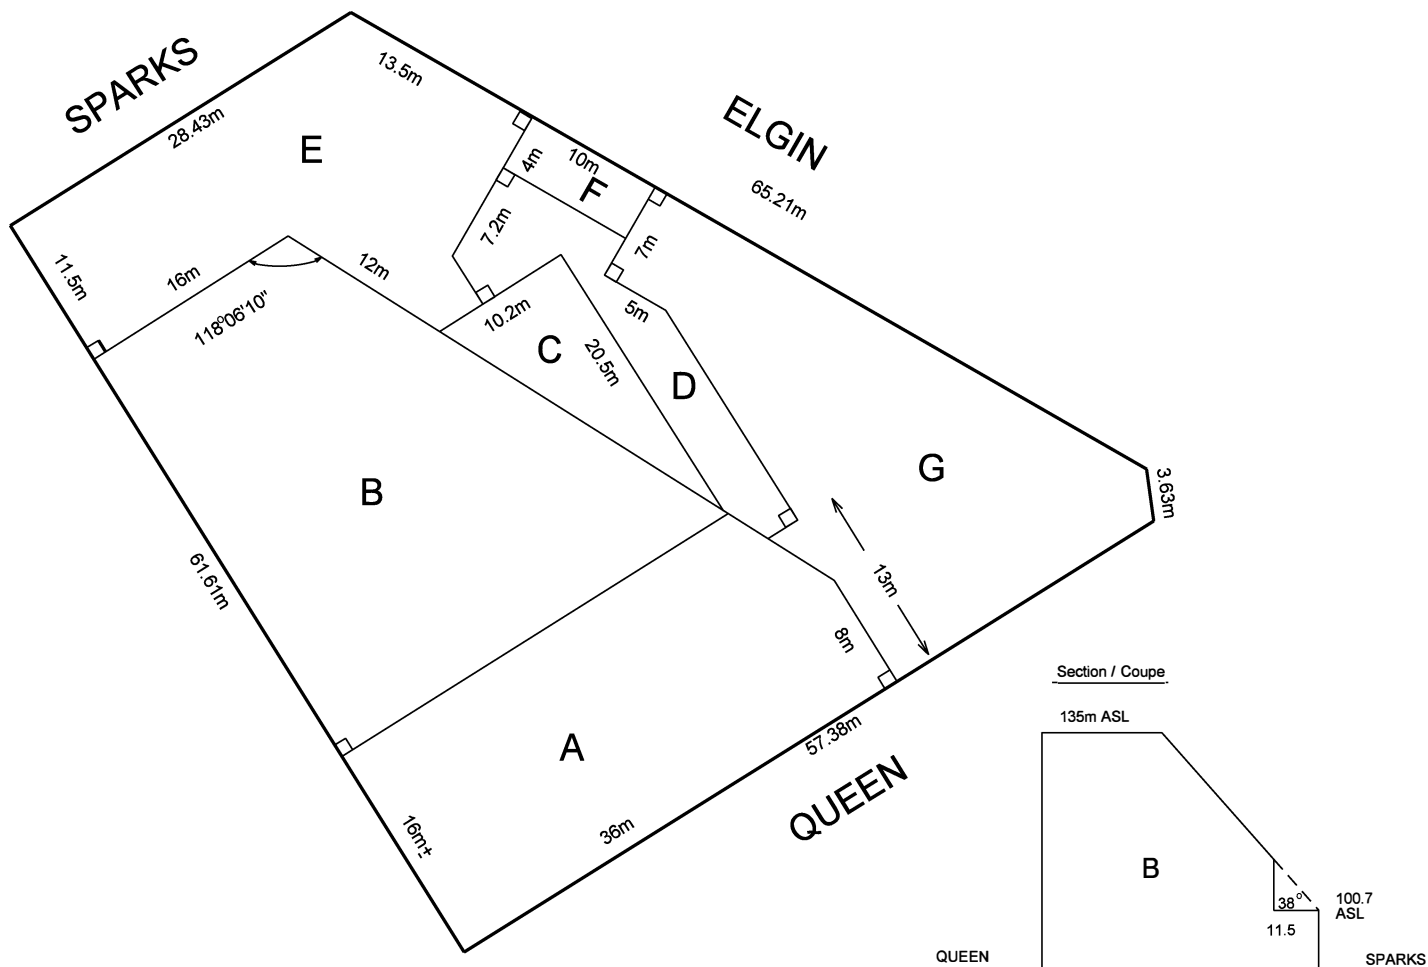 SPARKS
28.43m
13.5m
ELGIN
65.21m
E
4m
10m
F
7.2m
7m
11.5m
16m
12m
118°06'10"
10.2m
5m
C
20.5m
D
B
G
3.63m
61.61m
13m
8m
A
16m±
36m
57.38m
QUEEN
Section / Coupe
135m ASL
B
38°
11.5
100.7
ASL
QUEEN
SPARKS